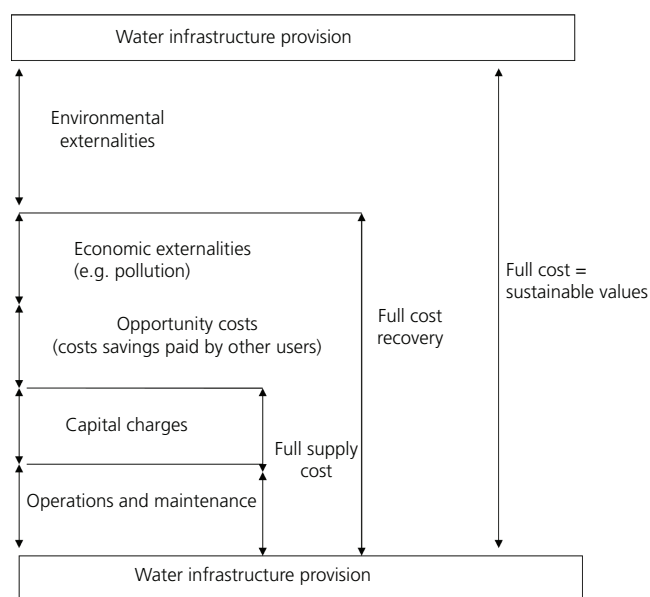 Water infrastructure provision
Environmental
externalities
Economic externalities
(e.g. pollution)
Full cost =
sustainable values
Opportunity costs
(costs savings paid by other users)
Full cost
recovery
Capital charges
Full supply
cost
Operations and maintenance
Water infrastructure provision